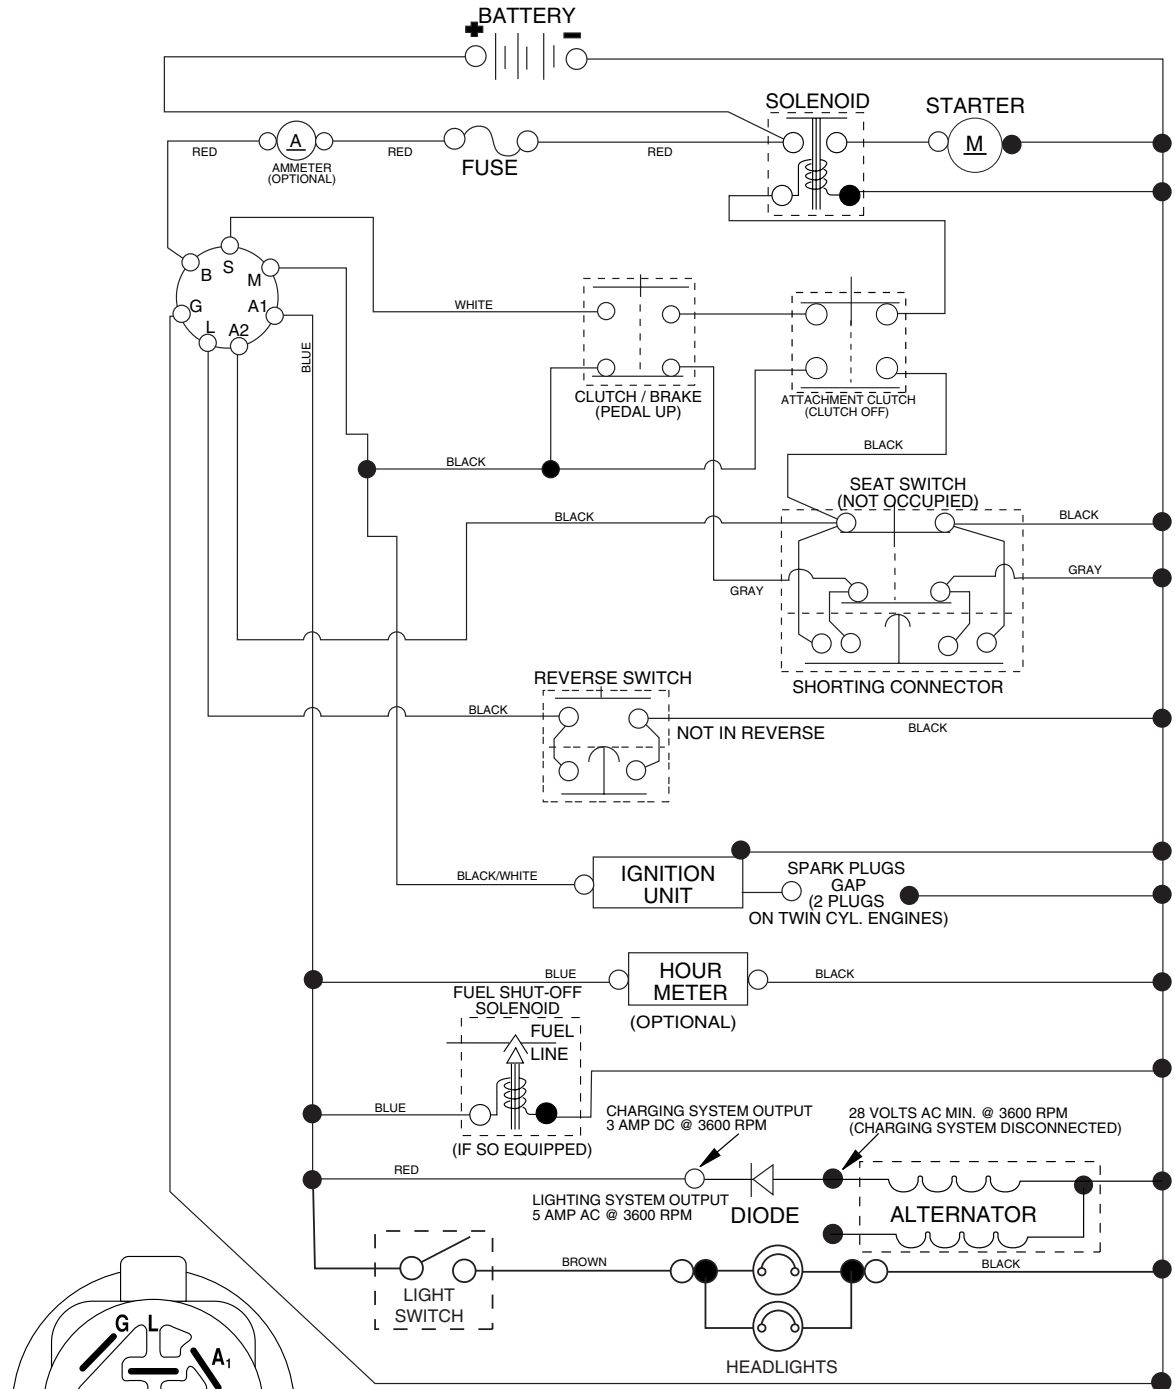 BATTERY
SOLENOID
STARTER
A
M
RED
RED
RED
AMMETER
(OPTIONAL)
FUSE
B
S
M
G
A1
L
A2
WHITE
BLUE
CLUTCH / BRAKE
(PEDAL UP)
ATTACHMENT CLUTCH
(CLUTCH OFF)
BLACK
BLACK
SEAT SWITCH
(NOT OCCUPIED)
BLACK
BLACK
GRAY
GRAY
SHORTING CONNECTOR
REVERSE SWITCH
BLACK
NOT IN REVERSE
BLACK
IGNITION
UNIT
BLACK/WHITE
SPARK PLUGS
GAP
(2 PLUGS
ON TWIN CYL. ENGINES)
BLUE
HOUR
METER
BLACK
(OPTIONAL)
FUEL SHUT-OFF
SOLENOID
FUEL
LINE
BLUE
(IF SO EQUIPPED)
CHARGING SYSTEM OUTPUT
3 AMP DC @ 3600 RPM
28 VOLTS AC MIN. @ 3600 RPM
(CHARGING SYSTEM DISCONNECTED)
RED
LIGHTING SYSTEM OUTPUT
5 AMP AC @ 3600 RPM
DIODE
ALTERNATOR
BROWN
BLACK
LIGHT
SWITCH
HEADLIGHTS
G
L
A1